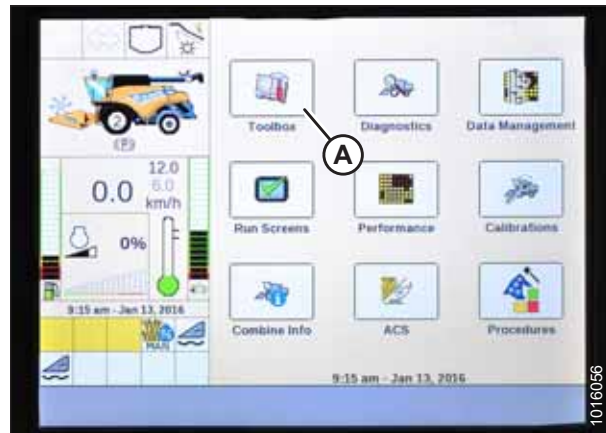 2
(P)
12.0
6.0
0.0 km/h
0%
9:15 am - Jan 13, 2016
MAN
Toolbox
Diagnostics
Data Management
A
Run Screens
Performance
Calibrations
Combine Info
ACS
Procedures
9:15 am - Jan 13, 2016
1016056